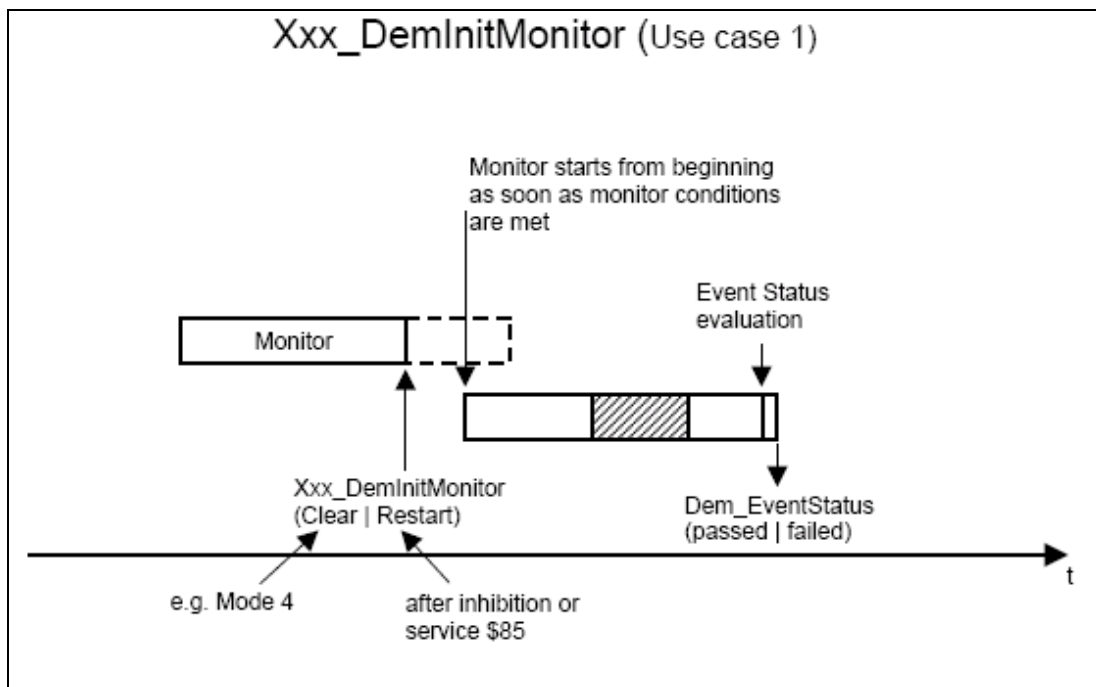 Xxx_DemInitMonitor (Use case 1)
Monitor starts from beginning
as soon as monitor conditions
are met
Event Status
evaluation
Monitor
Xxx_DemInitMonitor
(Clear | Restart)
Dem_EventStatus
(passed | failed)
t
e.g. Mode 4
after inhibition or
service $85